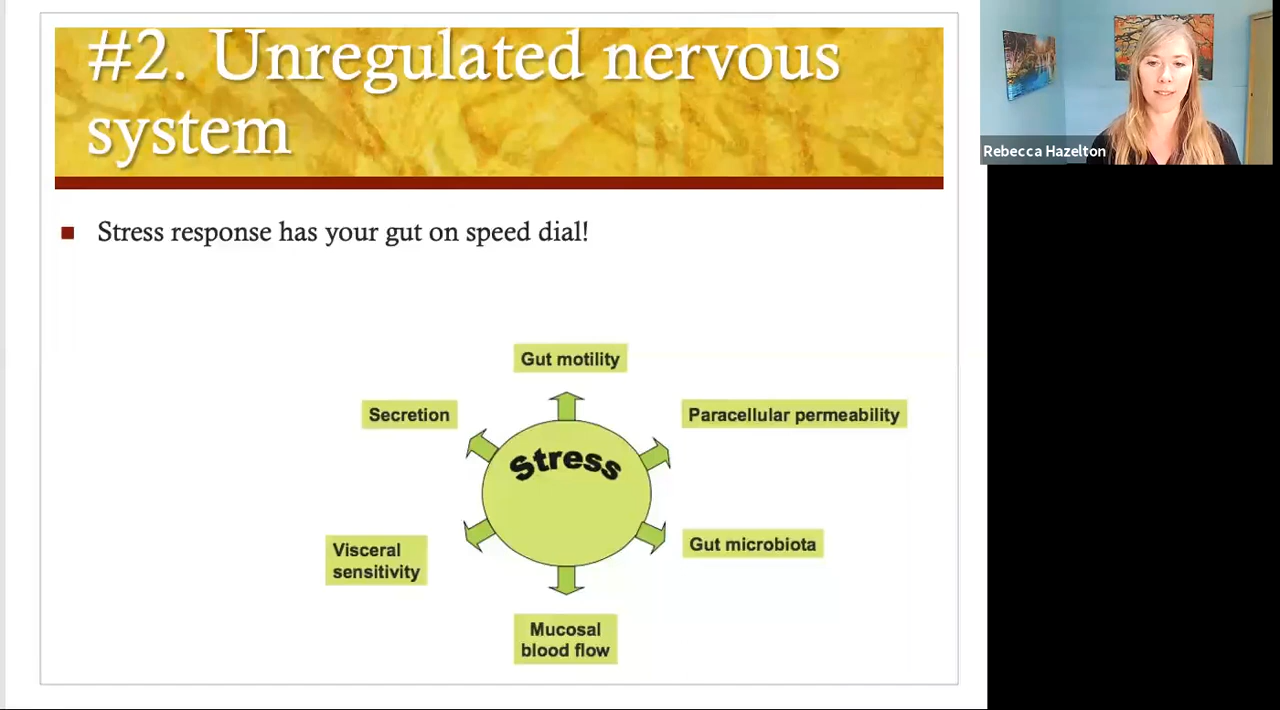 #2. Unregulated nervous
system
Rebecca Hazelton
Stress response has your gut on speed dial!
Gut motility
Secretion
Paracellular permeability
Stress
Visceral
sensitivity
Gut microbiota
Mucosal
blood flow